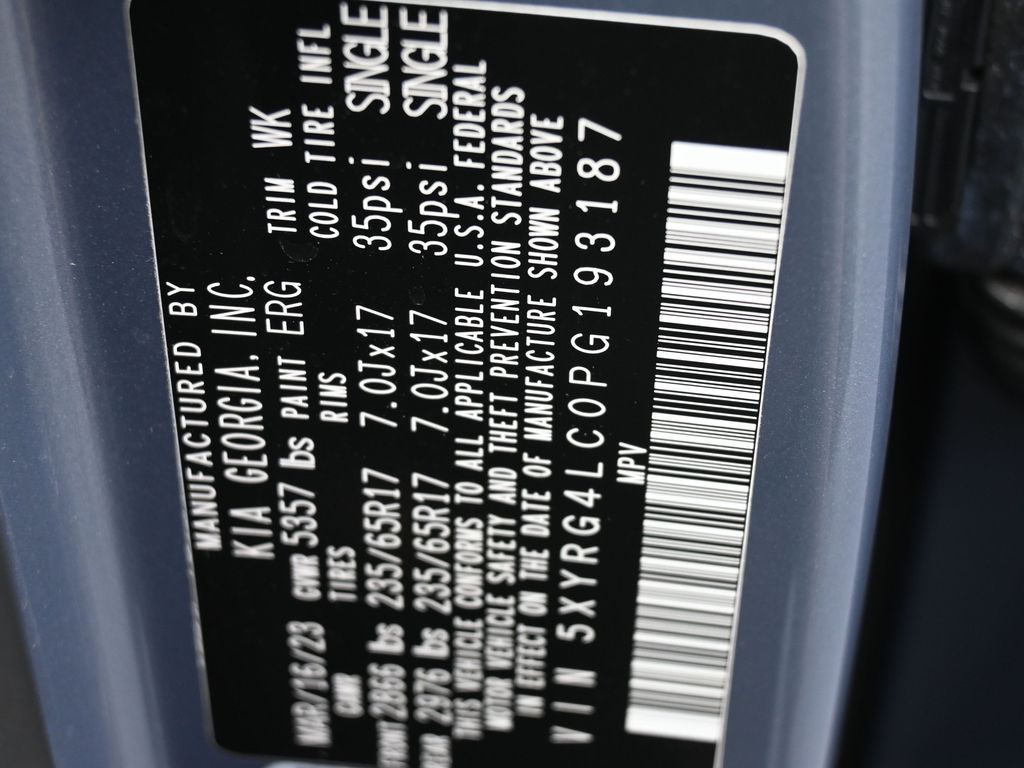 MANUFACTURED BY
KIA GEORGIA, INC.
MAR/16/23 GVWR 5357 lbs PAINT ERG TRIM WK
GAWR TIRES RIMS COLD TIRE INFL
FRONT 2866 lbs 235/65R17 7.0Jx17 35psi SINGLE
REAR 2976 lbs 235/65R17 7.0Jx17 35psi SINGLE
THIS VEHICLE CONFORMS TO ALL APPLICABLE U.S.A. FEDERAL
MOTOR VEHICLE SAFETY AND THEFT PREVENTION STANDARDS
IN EFFECT ON THE DATE OF MANUFACTURE SHOWN ABOVE
VIN 5XYRG4LC0PG193187
MPV